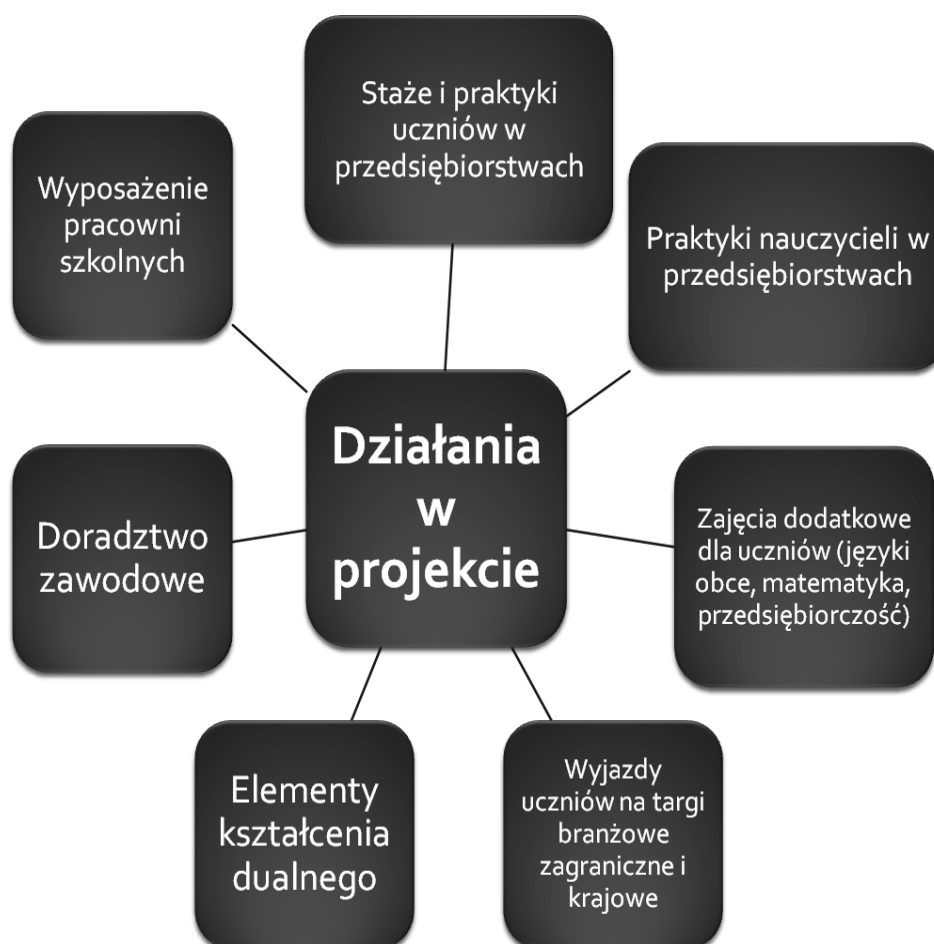 Staże i praktyki
uczniów w
przedsiębiorstwach
Wyposażenie
pracowni
szkolnych
Praktyki nauczycieli w
przedsiębiorstwach
Działania
w
projekcie
Doradztwo
zawodowe
Zajęcia dodatkowe
dla uczniów (języki
obce, matematyka,
przedsiębiorczość)
Elementy
kształcenia
dualnego
Wyjazdy
uczniów na targi
branżowe
zagraniczne i
krajowe